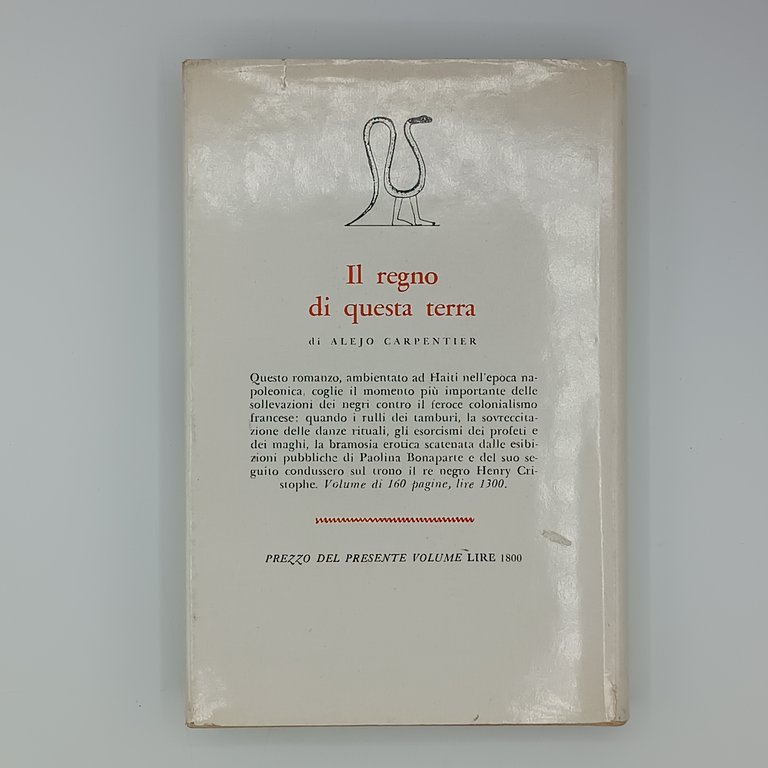 Il regno
di questa terra
di ALEJO CARPENTIER
Questo romanzo, ambientato ad Haiti nell'epoca na-
poleonica, coglie il momento più importante delle
sollevazioni dei negri contro il feroce colonialismo
francese: quando i rulli dei tamburi, la sovreccita-
zione delle danze rituali, gli esorcismi dei profeti e
dei maghi, la bramosia erotica scatenata dalle esibi-
zioni pubbliche di Paolina Bonaparte e del suo se-
guito condussero sul trono il re negro Henry Cri-
stophe. Volume di 160 pagine, lire 1300.
PREZZO DEL PRESENTE VOLUME LIRE 1800